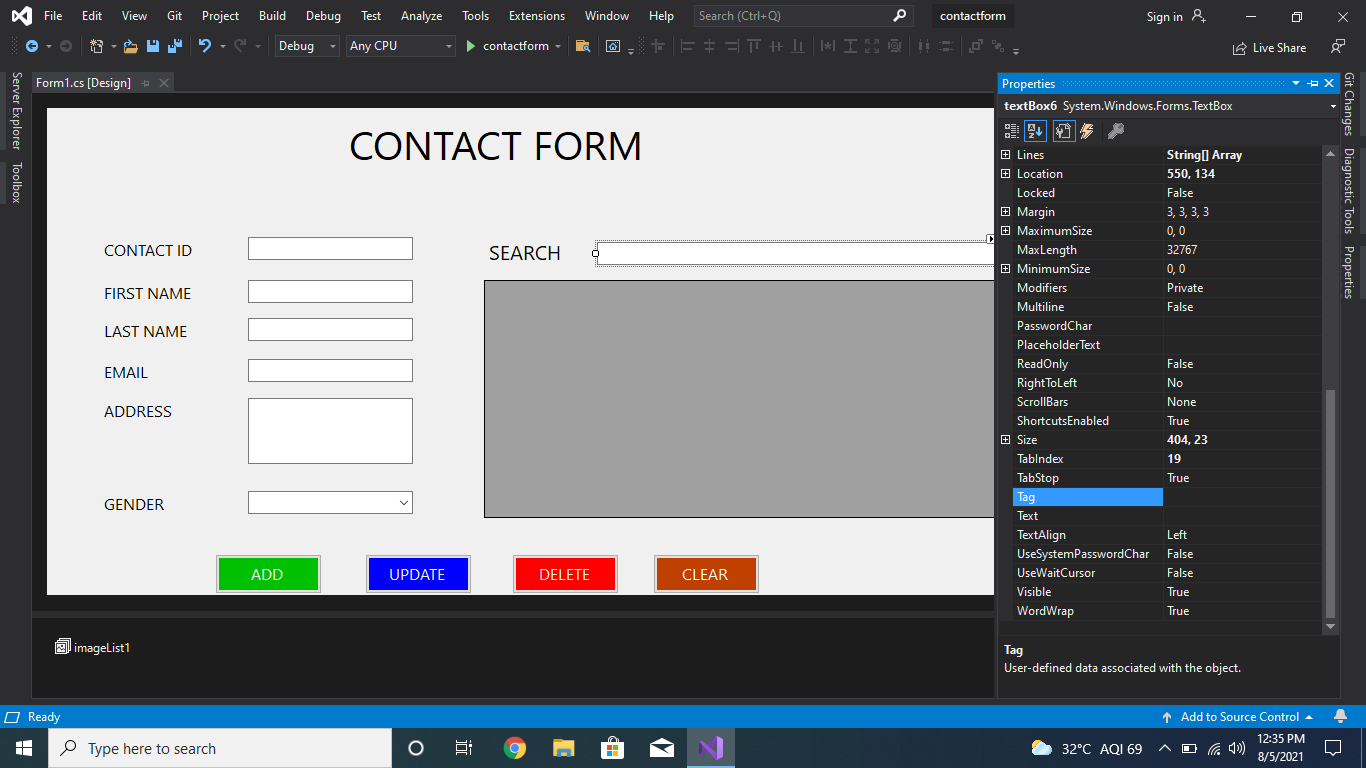 File Edit View Git Project Build Debug Test Analyze Tools Extensions Window Help Search (Ctrl+Q) contactform Sign in
Debug Any CPU contactform Live Share
Server Explorer
Toolbox
Form1.cs [Design]
CONTACT FORM
CONTACT ID
FIRST NAME
LAST NAME
EMAIL
ADDRESS
GENDER
SEARCH
ADD UPDATE DELETE CLEAR
imageList1
Properties
textBox6 System.Windows.Forms.TextBox
Lines String[] Array
Location 550, 134
Locked False
Margin 3, 3, 3, 3
MaximumSize 0, 0
MaxLength 32767
MinimumSize 0, 0
Modifiers Private
Multiline False
PasswordChar
PlaceholderText
ReadOnly False
RightToLeft No
ScrollBars None
ShortcutsEnabled True
Size 404, 23
TabIndex 19
TabStop True
Tag
Text
TextAlign Left
UseSystemPasswordChar False
UseWaitCursor False
Visible True
WordWrap True
Tag
User-defined data associated with the object.
Git Changes
Diagnostic Tools
Properties
Ready Add to Source Control
Type here to search
32°C AQI 69
12:35 PM
8/5/2021